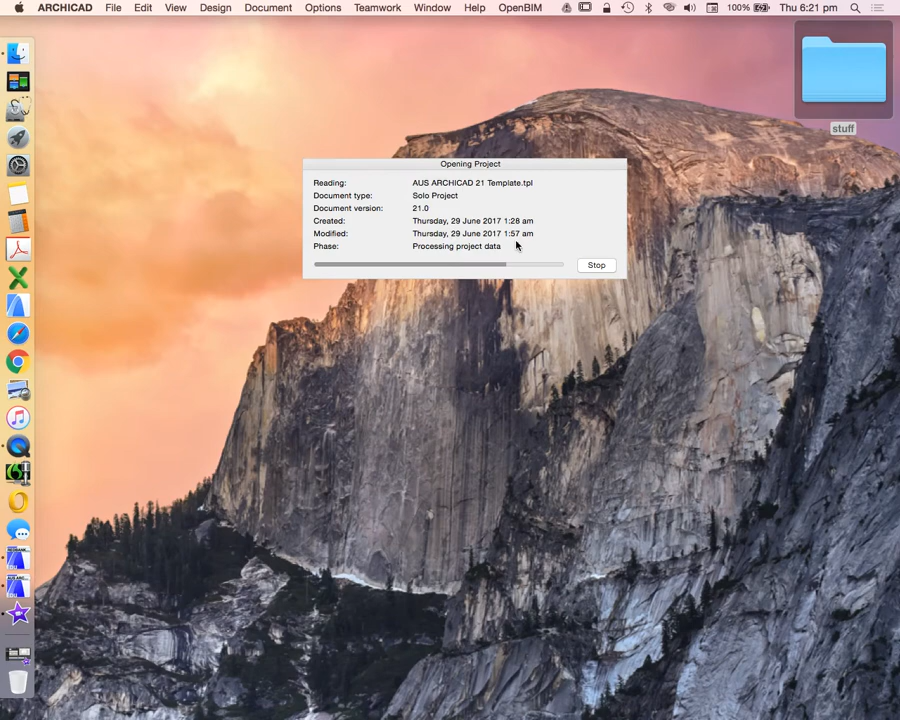 ARCHICAD File Edit View Design Document Options Teamwork Window Help OpenBIM 100% Thu 6:21 pm
stuff
Opening Project
Reading: AUS ARCHICAD 21 Template.tpl
Document type: Solo Project
Document version: 21.0
Created: Thursday, 29 June 2017 1:28 am
Modified: Thursday, 29 June 2017 1:57 am
Phase: Processing project data
Stop